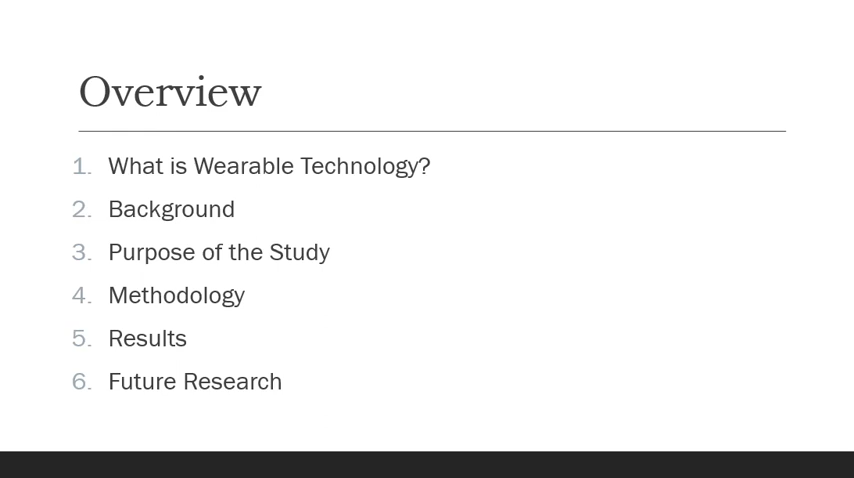 Overview
1. What is Wearable Technology?
2. Background
3. Purpose of the Study
4. Methodology
5. Results
6. Future Research